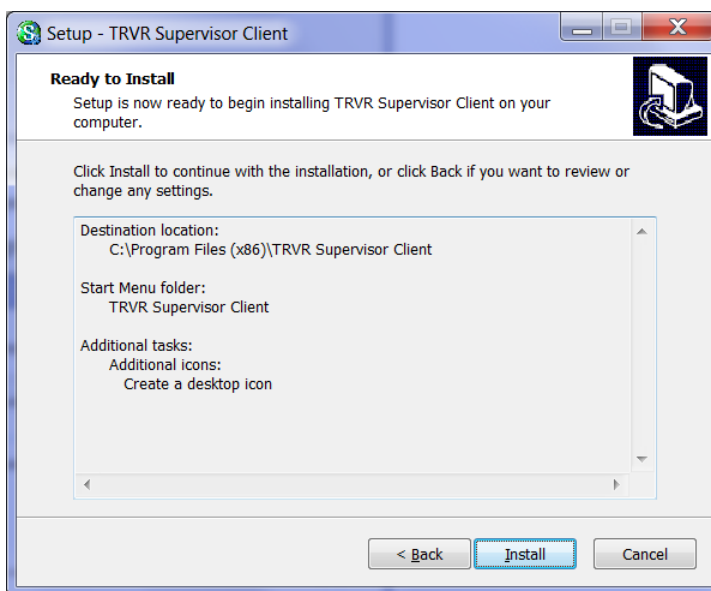 Setup - TRVR Supervisor Client
Ready to Install
Setup is now ready to begin installing TRVR Supervisor Client on your
computer.
Click Install to continue with the installation, or click Back if you want to review or
change any settings.
Destination location:
C:\Program Files (x86)\TRVR Supervisor Client
Start Menu folder:
TRVR Supervisor Client
Additional tasks:
Additional icons:
Create a desktop icon
< Back
Install
Cancel